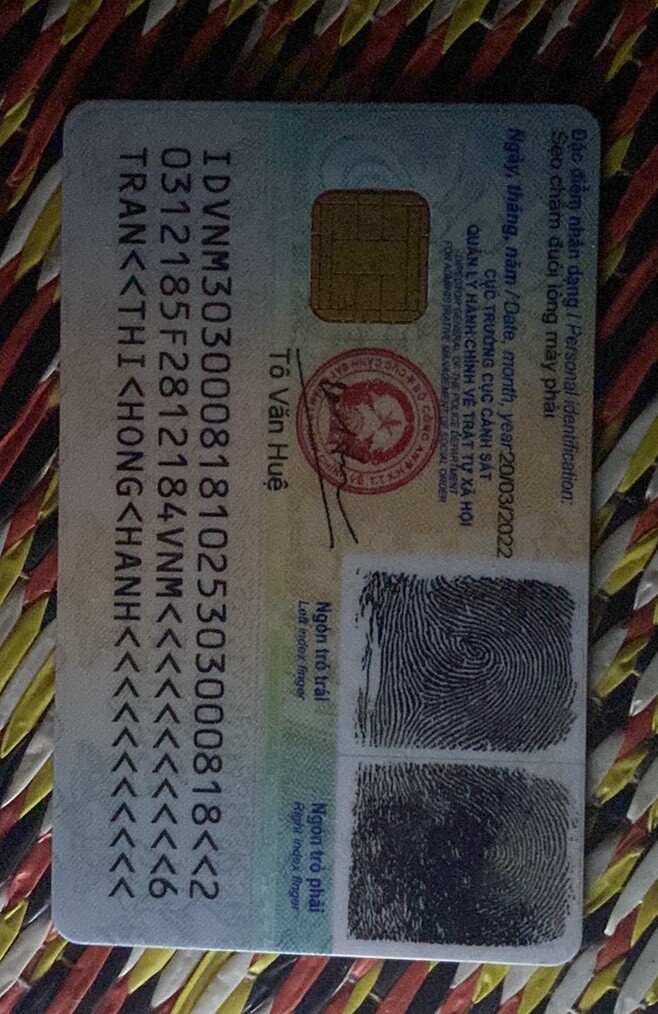 Đặc điểm nhân dạng / Personal identification:
Sẹo chấm đuôi lông mày phải
Ngày, tháng, năm / Date, month, year: 20/03/2022
CỤC TRƯỞNG CỤC CẢNH SÁT
QUẢN LÝ HÀNH CHÍNH VỀ TRẬT TỰ XÃ HỘI
DIRECTOR GENERAL OF THE POLICE DEPARTMENT
FOR ADMINISTRATIVE MANAGEMENT OF SOCIAL ORDER
Tô Văn Huệ
Ngón trỏ trái
Left index finger
Ngón trỏ phải
Right index finger
IDVNM3030008181025303000818<<2
0312185F2812184VNM<<<<<<<<<<<6
TRAN<<THI<HONG<HANH<<<<<<<<<<<